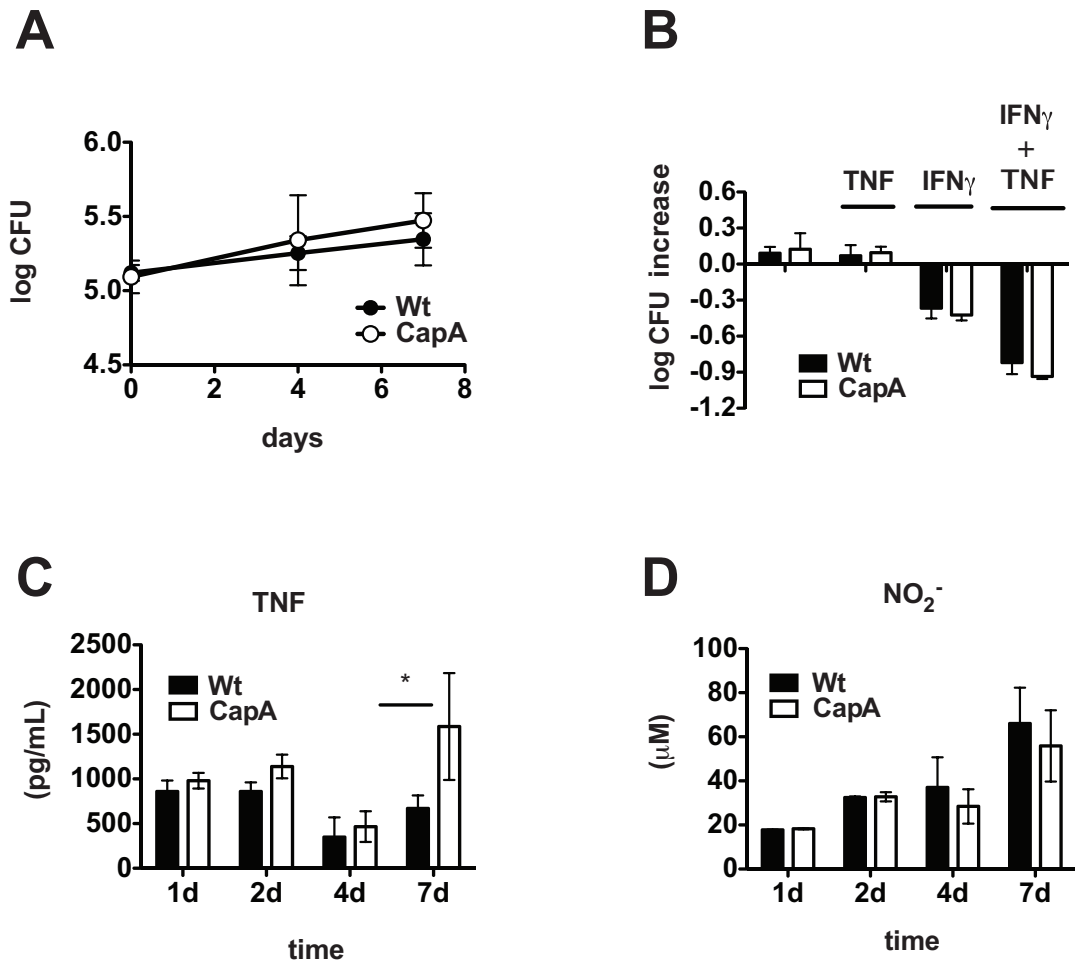 A
log CFU
6.0
5.5
5.0
4.5
0
2
4
6
8
Wt
CapA
days
B
log CFU increase
IFNγ
+
TNF IFNγ TNF
0.6
0.3
0.0
-0.3
-0.6
-0.9
-1.2
Wt
CapA
C
TNF
(pg/mL)
2500
2000
1500
1000
500
0
Wt
CapA
*
1d 2d 4d 7d
time
D
NO₂⁻
(μM)
100
80
60
40
20
0
Wt
CapA
1d 2d 4d 7d
time